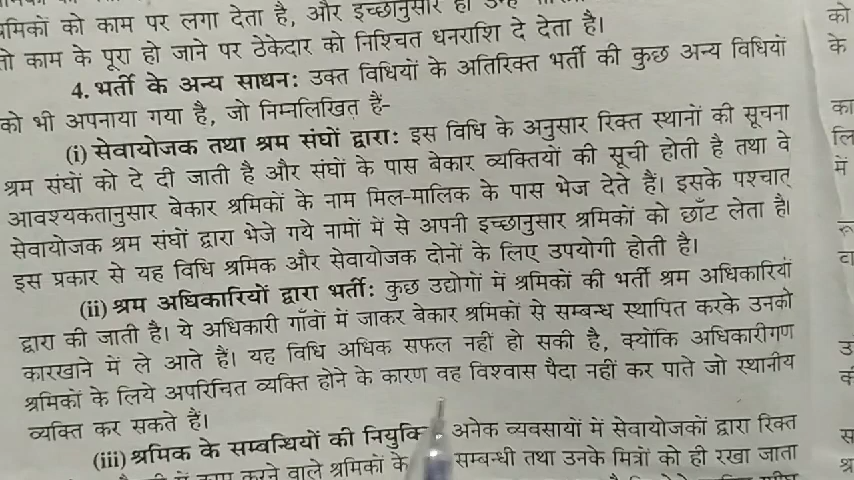 श्रमिकों को काम पर लगा देता है, और इच्छानुसार ही उन्हें
तो काम के पूरा हो जाने पर ठेकेदार को निश्चित धनराशि दे देता है।
4. भर्ती के अन्य साधन: उक्त विधियों के अतिरिक्त भर्ती की कुछ अन्य विधियों
को भी अपनाया गया है, जो निम्नलिखित हैं-
(i) सेवायोजक तथा श्रम संघों द्वारा: इस विधि के अनुसार रिक्त स्थानों की सूचना
श्रम संघों को दे दी जाती है और संघों के पास बेकार व्यक्तियों की सूची होती है तथा वे
आवश्यकतानुसार बेकार श्रमिकों के नाम मिल-मालिक के पास भेज देते हैं। इसके पश्चात्
सेवायोजक श्रम संघों द्वारा भेजे गये नामों में से अपनी इच्छानुसार श्रमिकों को छाँट लेता है।
इस प्रकार से यह विधि श्रमिक और सेवायोजक दोनों के लिए उपयोगी होती है।
(ii) श्रम अधिकारियों द्वारा भर्ती: कुछ उद्योगों में श्रमिकों की भर्ती श्रम अधिकारियों
द्वारा की जाती है। ये अधिकारी गाँवों में जाकर बेकार श्रमिकों से सम्बन्ध स्थापित करके उनको
कारखाने में ले आते हैं। यह विधि अधिक सफल नहीं हो सकी है, क्योंकि अधिकारीगण
श्रमिकों के लिये अपरिचित व्यक्ति होने के कारण वह विश्वास पैदा नहीं कर पाते जो स्थानीय
व्यक्ति कर सकते हैं।
(iii) श्रमिक के सम्बन्धियों की नियुक्ति अनेक व्यवसायों में सेवायोजकों द्वारा रिक्त
में काम करने वाले श्रमिकों के सम्बन्धी तथा उनके मित्रों को ही रखा जाता